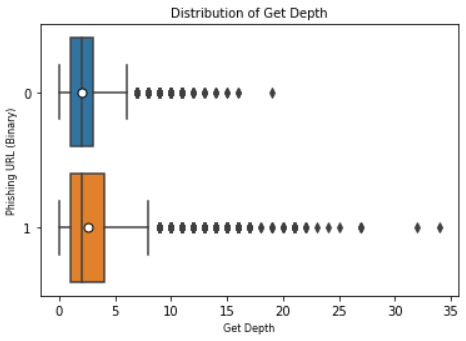 Distribution of Get Depth
Phishing URL (Binary)
0
1
0 5 10 15 20 25 30 35
Get Depth